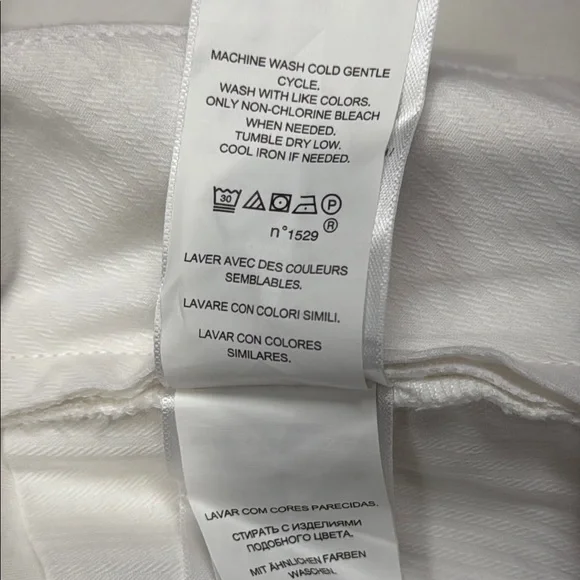 MACHINE WASH COLD GENTLE
CYCLE.
WASH WITH LIKE COLORS.
ONLY NON-CHLORINE BLEACH
WHEN NEEDED.
TUMBLE DRY LOW.
COOL IRON IF NEEDED.
30 P
®
n°1529
LAVER AVEC DES COULEURS
SEMBLABLES.
LAVARE CON COLORI SIMILI.
LAVAR CON COLORES
SIMILARES.
LAVAR COM CORES PARECIDAS.
СТИРАТЬ С ИЗДЕЛИЯМИ
ПОДОБНОГО ЦВЕТА.
MIT ÄHNLICHEN FARBEN
WASCHEN.